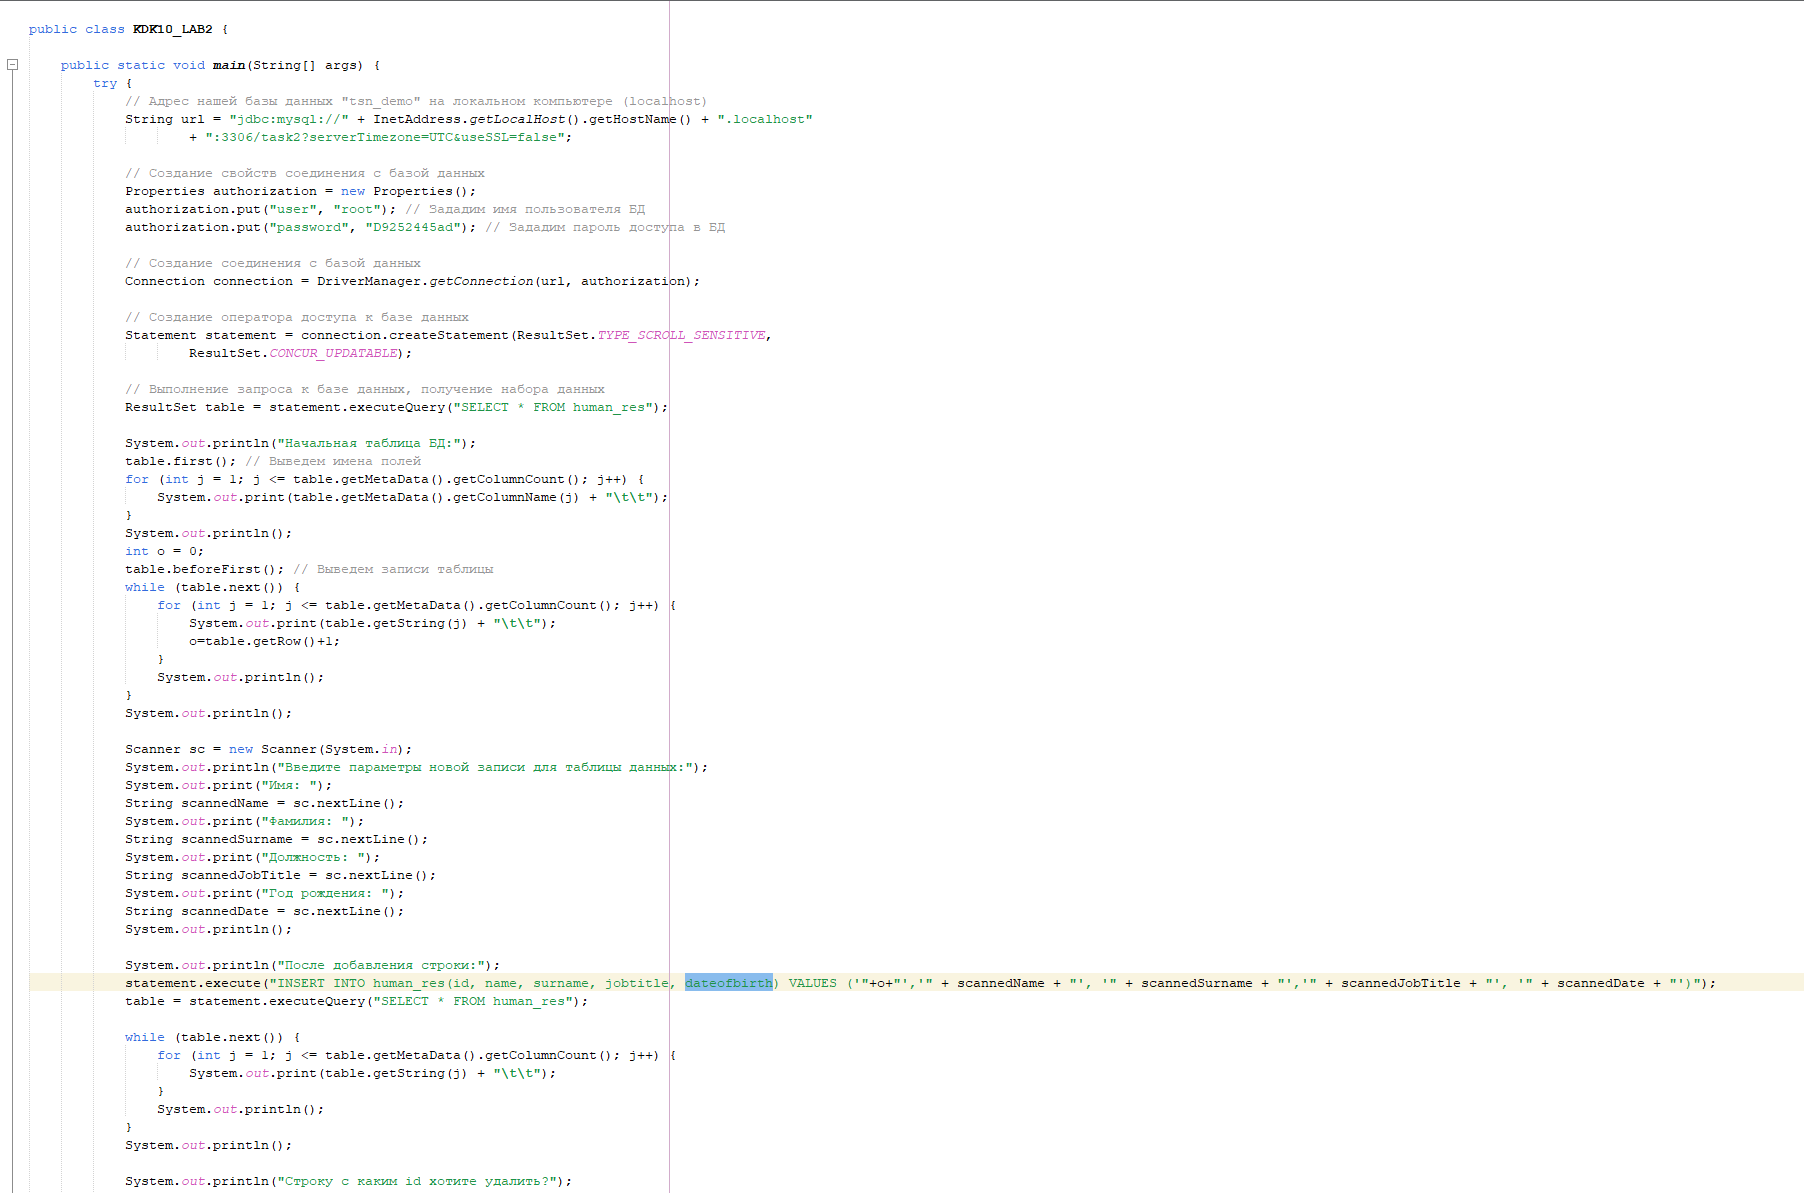 public class KDK10_LAB2 {
public static void main(String[] args) {
try {
// Адрес нашей базы данных "tsn_demo" на локальном компьютере (localhost)
String url = "jdbc:mysql://" + InetAddress.getLocalHost().getHostName() + ".localhost"
+ ":3306/task2?serverTimezone=UTC&useSSL=false";
// Создание свойств соединения с базой данных
Properties authorization = new Properties();
authorization.put("user", "root"); // Зададим имя пользователя БД
authorization.put("password", "D9252445ad"); // Зададим пароль доступа в БД
// Создание соединения с базой данных
Connection connection = DriverManager.getConnection(url, authorization);
// Создание оператора доступа к базе данных
Statement statement = connection.createStatement(ResultSet.TYPE_SCROLL_SENSITIVE,
ResultSet.CONCUR_UPDATABLE);
// Выполнение запроса к базе данных, получение набора данных
ResultSet table = statement.executeQuery("SELECT * FROM human_res");
System.out.println("Начальная таблица БД:");
table.first(); // Выведем имена полей
for (int j = 1; j <= table.getMetaData().getColumnCount(); j++) {
System.out.print(table.getMetaData().getColumnName(j) + "\t\t");
}
System.out.println();
int o = 0;
table.beforeFirst(); // Выведем записи таблицы
while (table.next()) {
for (int j = 1; j <= table.getMetaData().getColumnCount(); j++) {
System.out.print(table.getString(j) + "\t\t");
o=table.getRow()+1;
}
System.out.println();
}
System.out.println();
Scanner sc = new Scanner(System.in);
System.out.println("Введите параметры новой записи для таблицы данных:");
System.out.print("Имя: ");
String scannedName = sc.nextLine();
System.out.print("Фамилия: ");
String scannedSurname = sc.nextLine();
System.out.print("Должность: ");
String scannedJobTitle = sc.nextLine();
System.out.print("Год рождения: ");
String scannedDate = sc.nextLine();
System.out.println();
System.out.println("После добавления строки:");
statement.execute("INSERT INTO human_res(id, name, surname, jobtitle, dateofbirth) VALUES ('"+o+"','" + scannedName + "', '" + scannedSurname + "','" + scannedJobTitle + "', '" + scannedDate + "')");
table = statement.executeQuery("SELECT * FROM human_res");
while (table.next()) {
for (int j = 1; j <= table.getMetaData().getColumnCount(); j++) {
System.out.print(table.getString(j) + "\t\t");
}
System.out.println();
}
System.out.println();
System.out.println("Строку с каким id хотите удалить?");